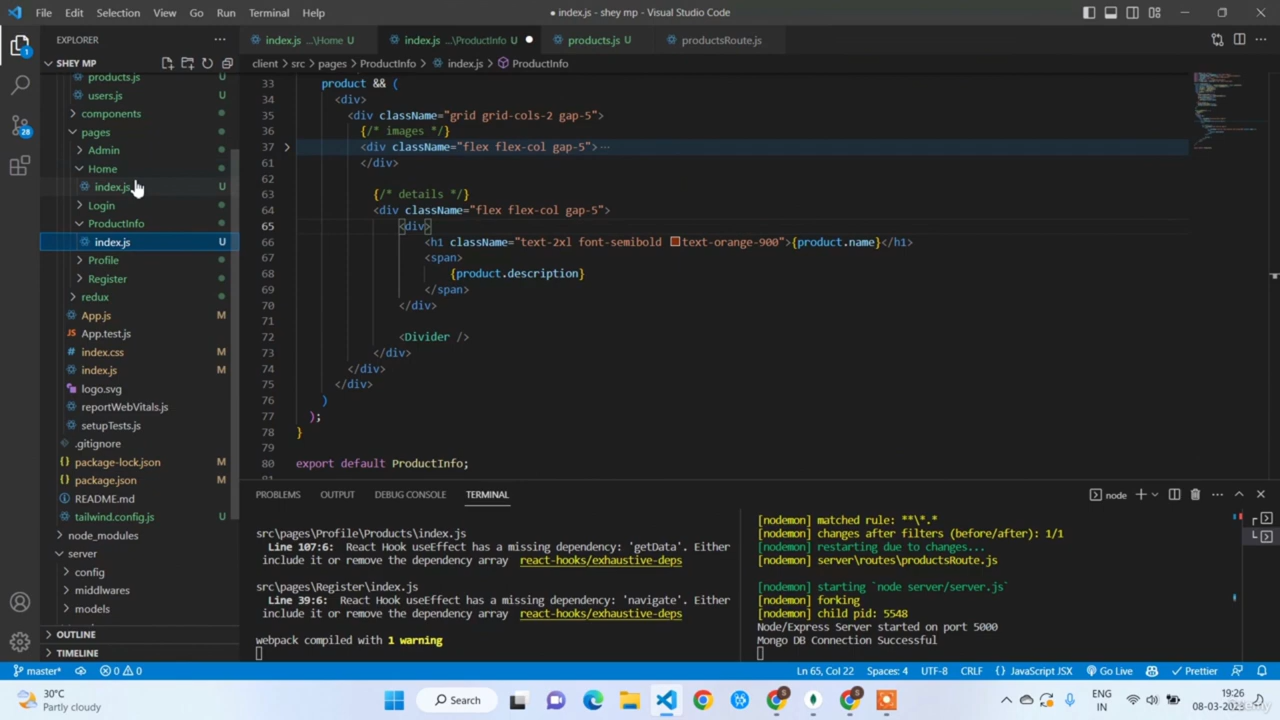 File Edit Selection View Go Run Terminal Help
● index.js - shey mp - Visual Studio Code
EXPLORER ···
index.js ...\Home U
index.js ...\ProductInfo U ●
products.js U
productsRoute.js
SHEY MP
client > src > pages > ProductInfo > index.js > ProductInfo
products.js U
users.js U
components
pages
Admin
Home
index.js U
Login
ProductInfo
index.js U
Profile
Register
redux
App.js M
App.test.js
index.css M
index.js M
logo.svg
reportWebVitals.js
setupTests.js
.gitignore
package-lock.json M
package.json M
README.md
tailwind.config.js U
node_modules
server
config
middlwares
models
OUTLINE
TIMELINE
33 product && (
34 <div>
35 <div className="grid grid-cols-2 gap-5">
36 {/* images */}
37 <div className="flex flex-col gap-5"> ···
61 </div>
62
63 {/* details */}
64 <div className="flex flex-col gap-5">
65 <div>
66 <h1 className="text-2xl font-semibold text-orange-900">{product.name}</h1>
67 <span>
68 {product.description}
69 </span>
70 </div>
71
72 <Divider />
73 </div>
74 </div>
75 </div>
76 )
77 );
78 }
79
80 export default ProductInfo;
PROBLEMS OUTPUT DEBUG CONSOLE TERMINAL
node
src\pages\Profile\Products\index.js
Line 107:6: React Hook useEffect has a missing dependency: 'getData'. Either
include it or remove the dependency array react-hooks/exhaustive-deps
src\pages\Register\index.js
Line 39:6: React Hook useEffect has a missing dependency: 'navigate'. Either
include it or remove the dependency array react-hooks/exhaustive-deps
webpack compiled with 1 warning
[nodemon] matched rule: **\*.*
[nodemon] changes after filters (before/after): 1/1
[nodemon] restarting due to changes...
[nodemon] server\routes\productsRoute.js
[nodemon] starting `node server/server.js`
[nodemon] forking
[nodemon] child pid: 5548
Node/Express Server started on port 5000
Mongo DB Connection Successful
master* 0 0
Ln 65, Col 22 Spaces: 4 UTF-8 CRLF {} JavaScript JSX Go Live Prettier
30°C
Partly cloudy
Search
ENG
IN
19:26